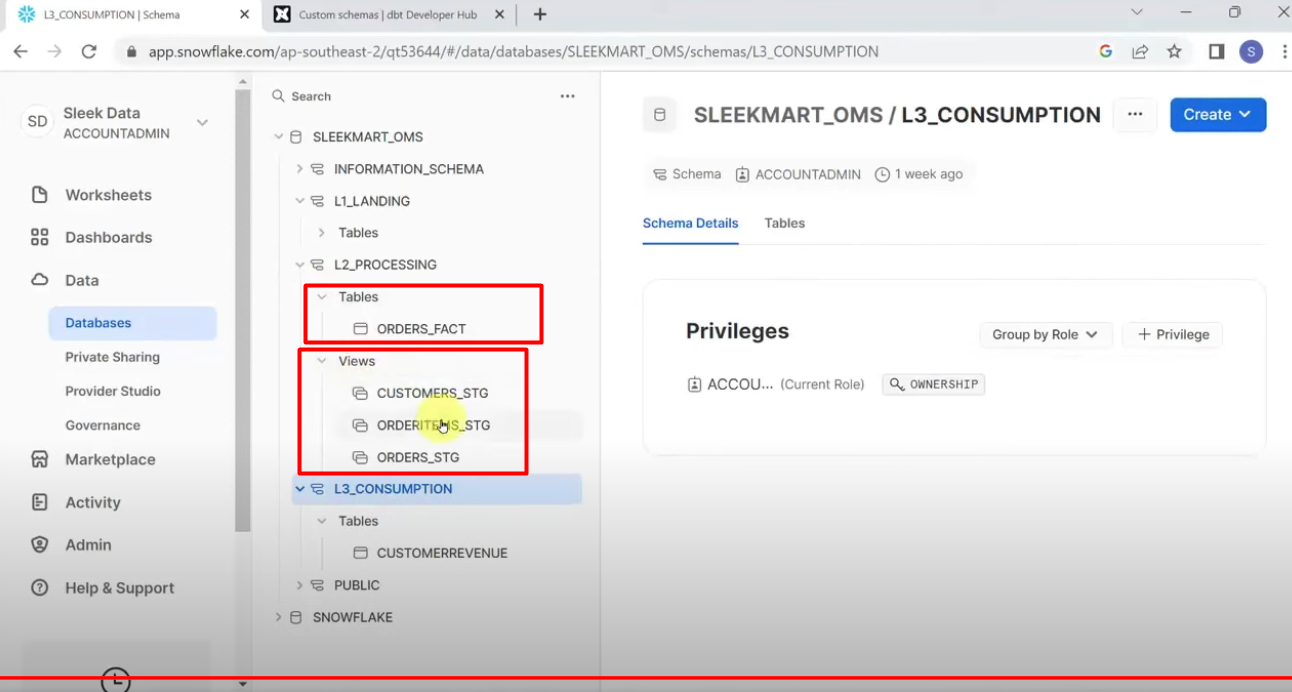 L3_CONSUMPTION | Schema
Custom schemas | dbt Developer Hub
app.snowflake.com/ap-southeast-2/qt53644/#/data/databases/SLEEKMART_OMS/schemas/L3_CONSUMPTION
G
S
SD
Sleek Data
ACCOUNTADMIN
Worksheets
Dashboards
Data
Databases
Private Sharing
Provider Studio
Governance
Marketplace
Activity
Admin
Help & Support
Search
SLEEKMART_OMS
INFORMATION_SCHEMA
L1_LANDING
Tables
L2_PROCESSING
Tables
ORDERS_FACT
Views
CUSTOMERS_STG
ORDERITEMS_STG
ORDERS_STG
L3_CONSUMPTION
Tables
CUSTOMERREVENUE
PUBLIC
SNOWFLAKE
SLEEKMART_OMS / L3_CONSUMPTION
Create
Schema ACCOUNTADMIN 1 week ago
Schema Details Tables
Privileges
Group by Role
+ Privilege
ACCOU... (Current Role) OWNERSHIP